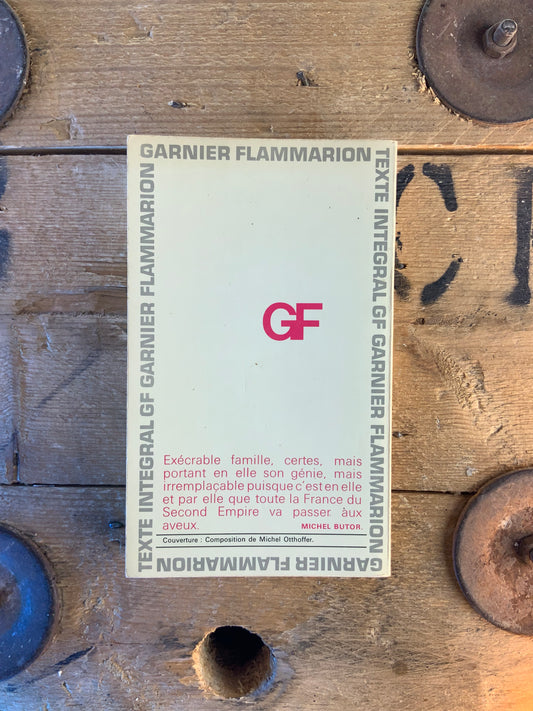 GARNIER FLAMMARION
TEXTE INTEGRAL GF GARNIER FLAMMARION
TEXTE INTEGRAL GF GARNIER FLAMMARION
GF
Exécrable famille, certes, mais
portant en elle son génie, mais
irremplaçable puisque c'est en elle
et par elle que toute la France du
Second Empire va passer aux
aveux.
MICHEL BUTOR.
Couverture : Composition de Michel Otthoffer.
GARNIER FLAMMARION